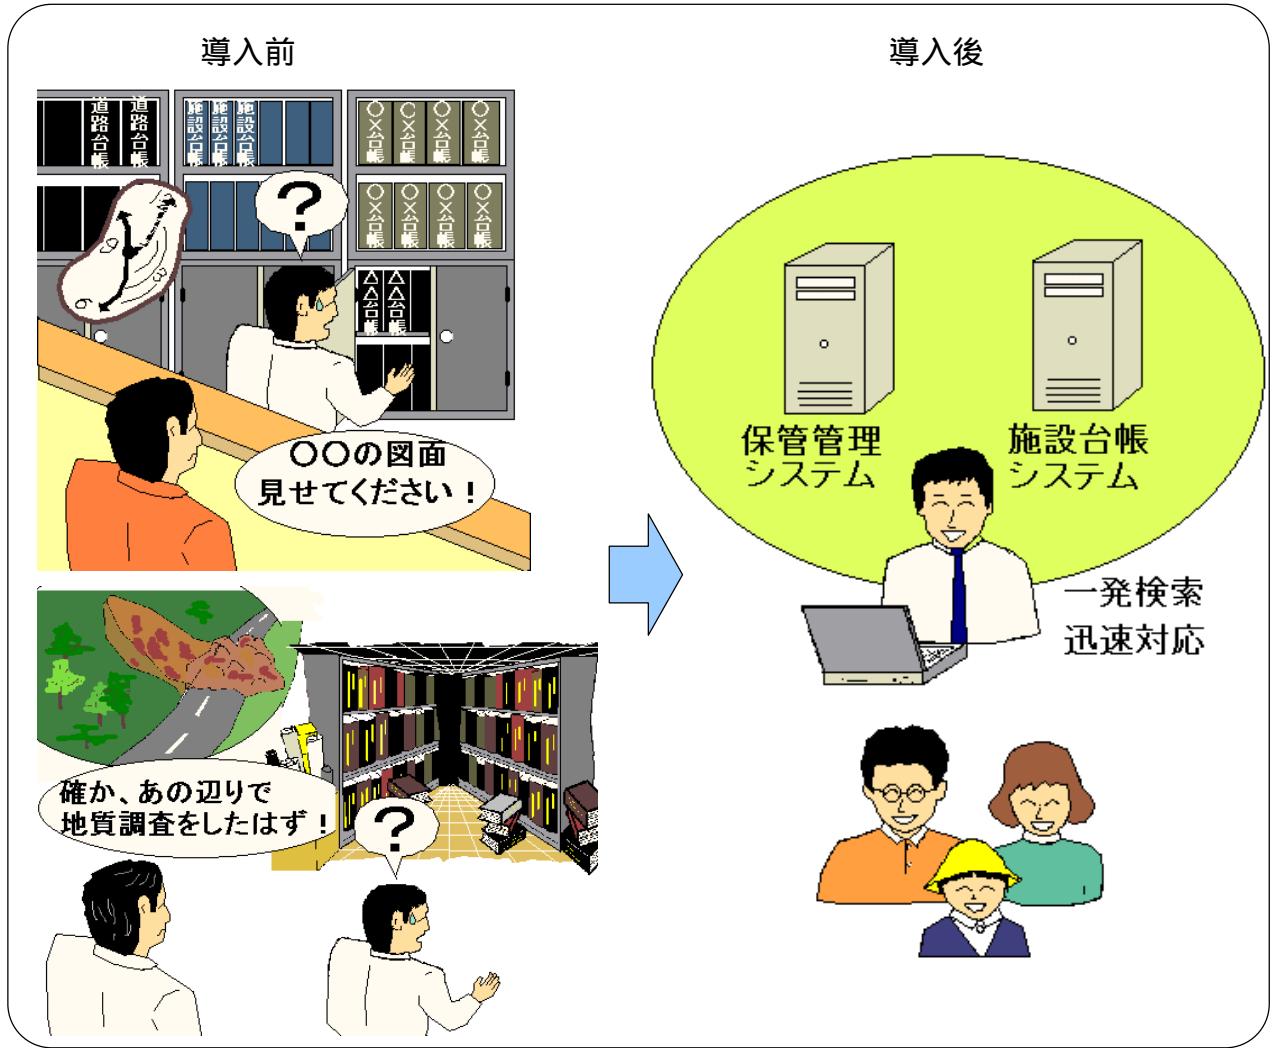 導入前
道路台帳
道路台帳
施設台帳
施設台帳
施設台帳
〇×台帳
〇×台帳
〇×台帳
〇×台帳
〇×台帳
〇×台帳
〇×台帳
〇×台帳
?
△△台帳
△△台帳
〇〇の図面
見せてください!
確か、あの辺りで
地質調査をしたはず!
?
導入後
保管管理
システム
施設台帳
システム
一発検索
迅速対応